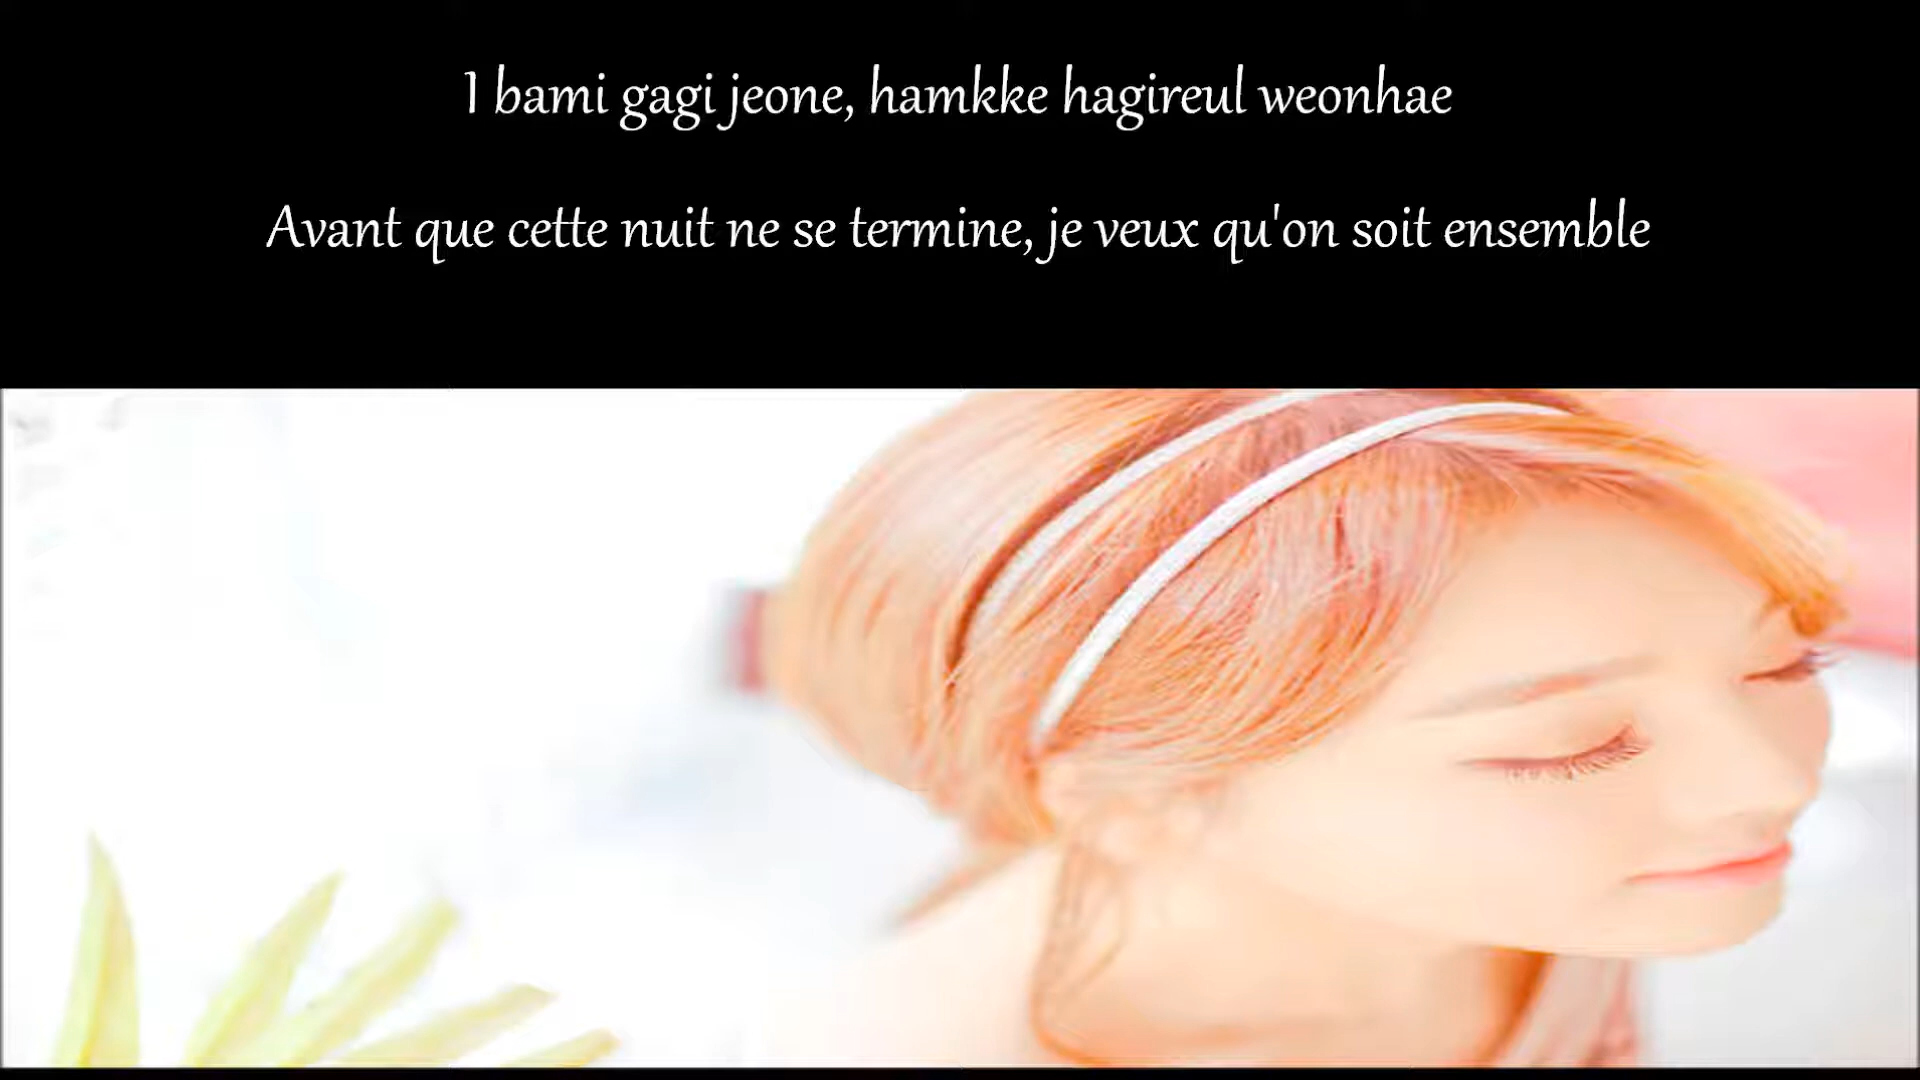 I bami gagi jeone, hamkke hagireul weonhae
Avant que cette nuit ne se termine, je veux qu'on soit ensemble